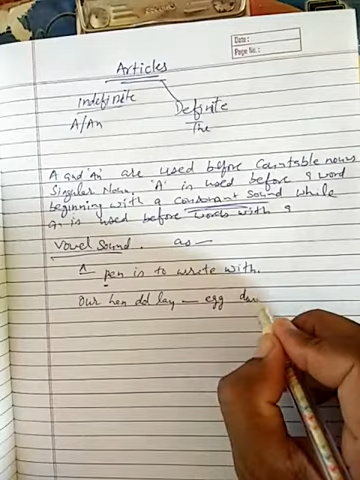 Date:
Page No.:
Articles
Indefinite
Definite
A/An
The
A and 'An' are used before Countable nouns
Singular Noun, 'A' is used before a word
beginning with a consonant sound while
An is used before words with a
Vowel Sound. as —
A pen is to write with.
Our hen dd lay — egg